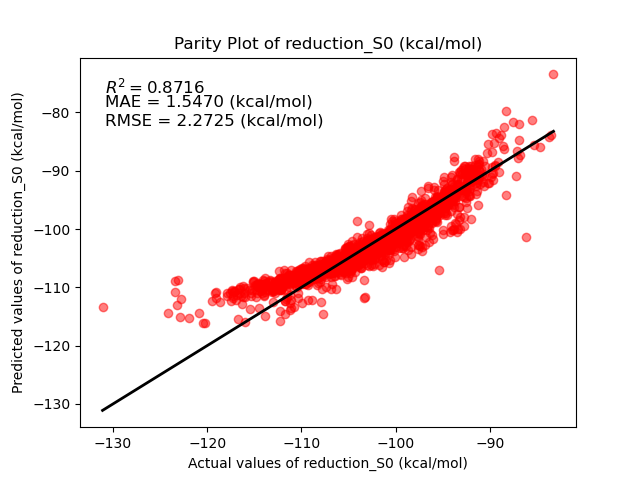 Parity Plot of reduction_S0 (kcal/mol)
R² = 0.8716
MAE = 1.5470 (kcal/mol)
RMSE = 2.2725 (kcal/mol)
Predicted values of reduction_S0 (kcal/mol)
−80
−90
−100
−110
−120
−130
−130
−120
−110
−100
−90
Actual values of reduction_S0 (kcal/mol)